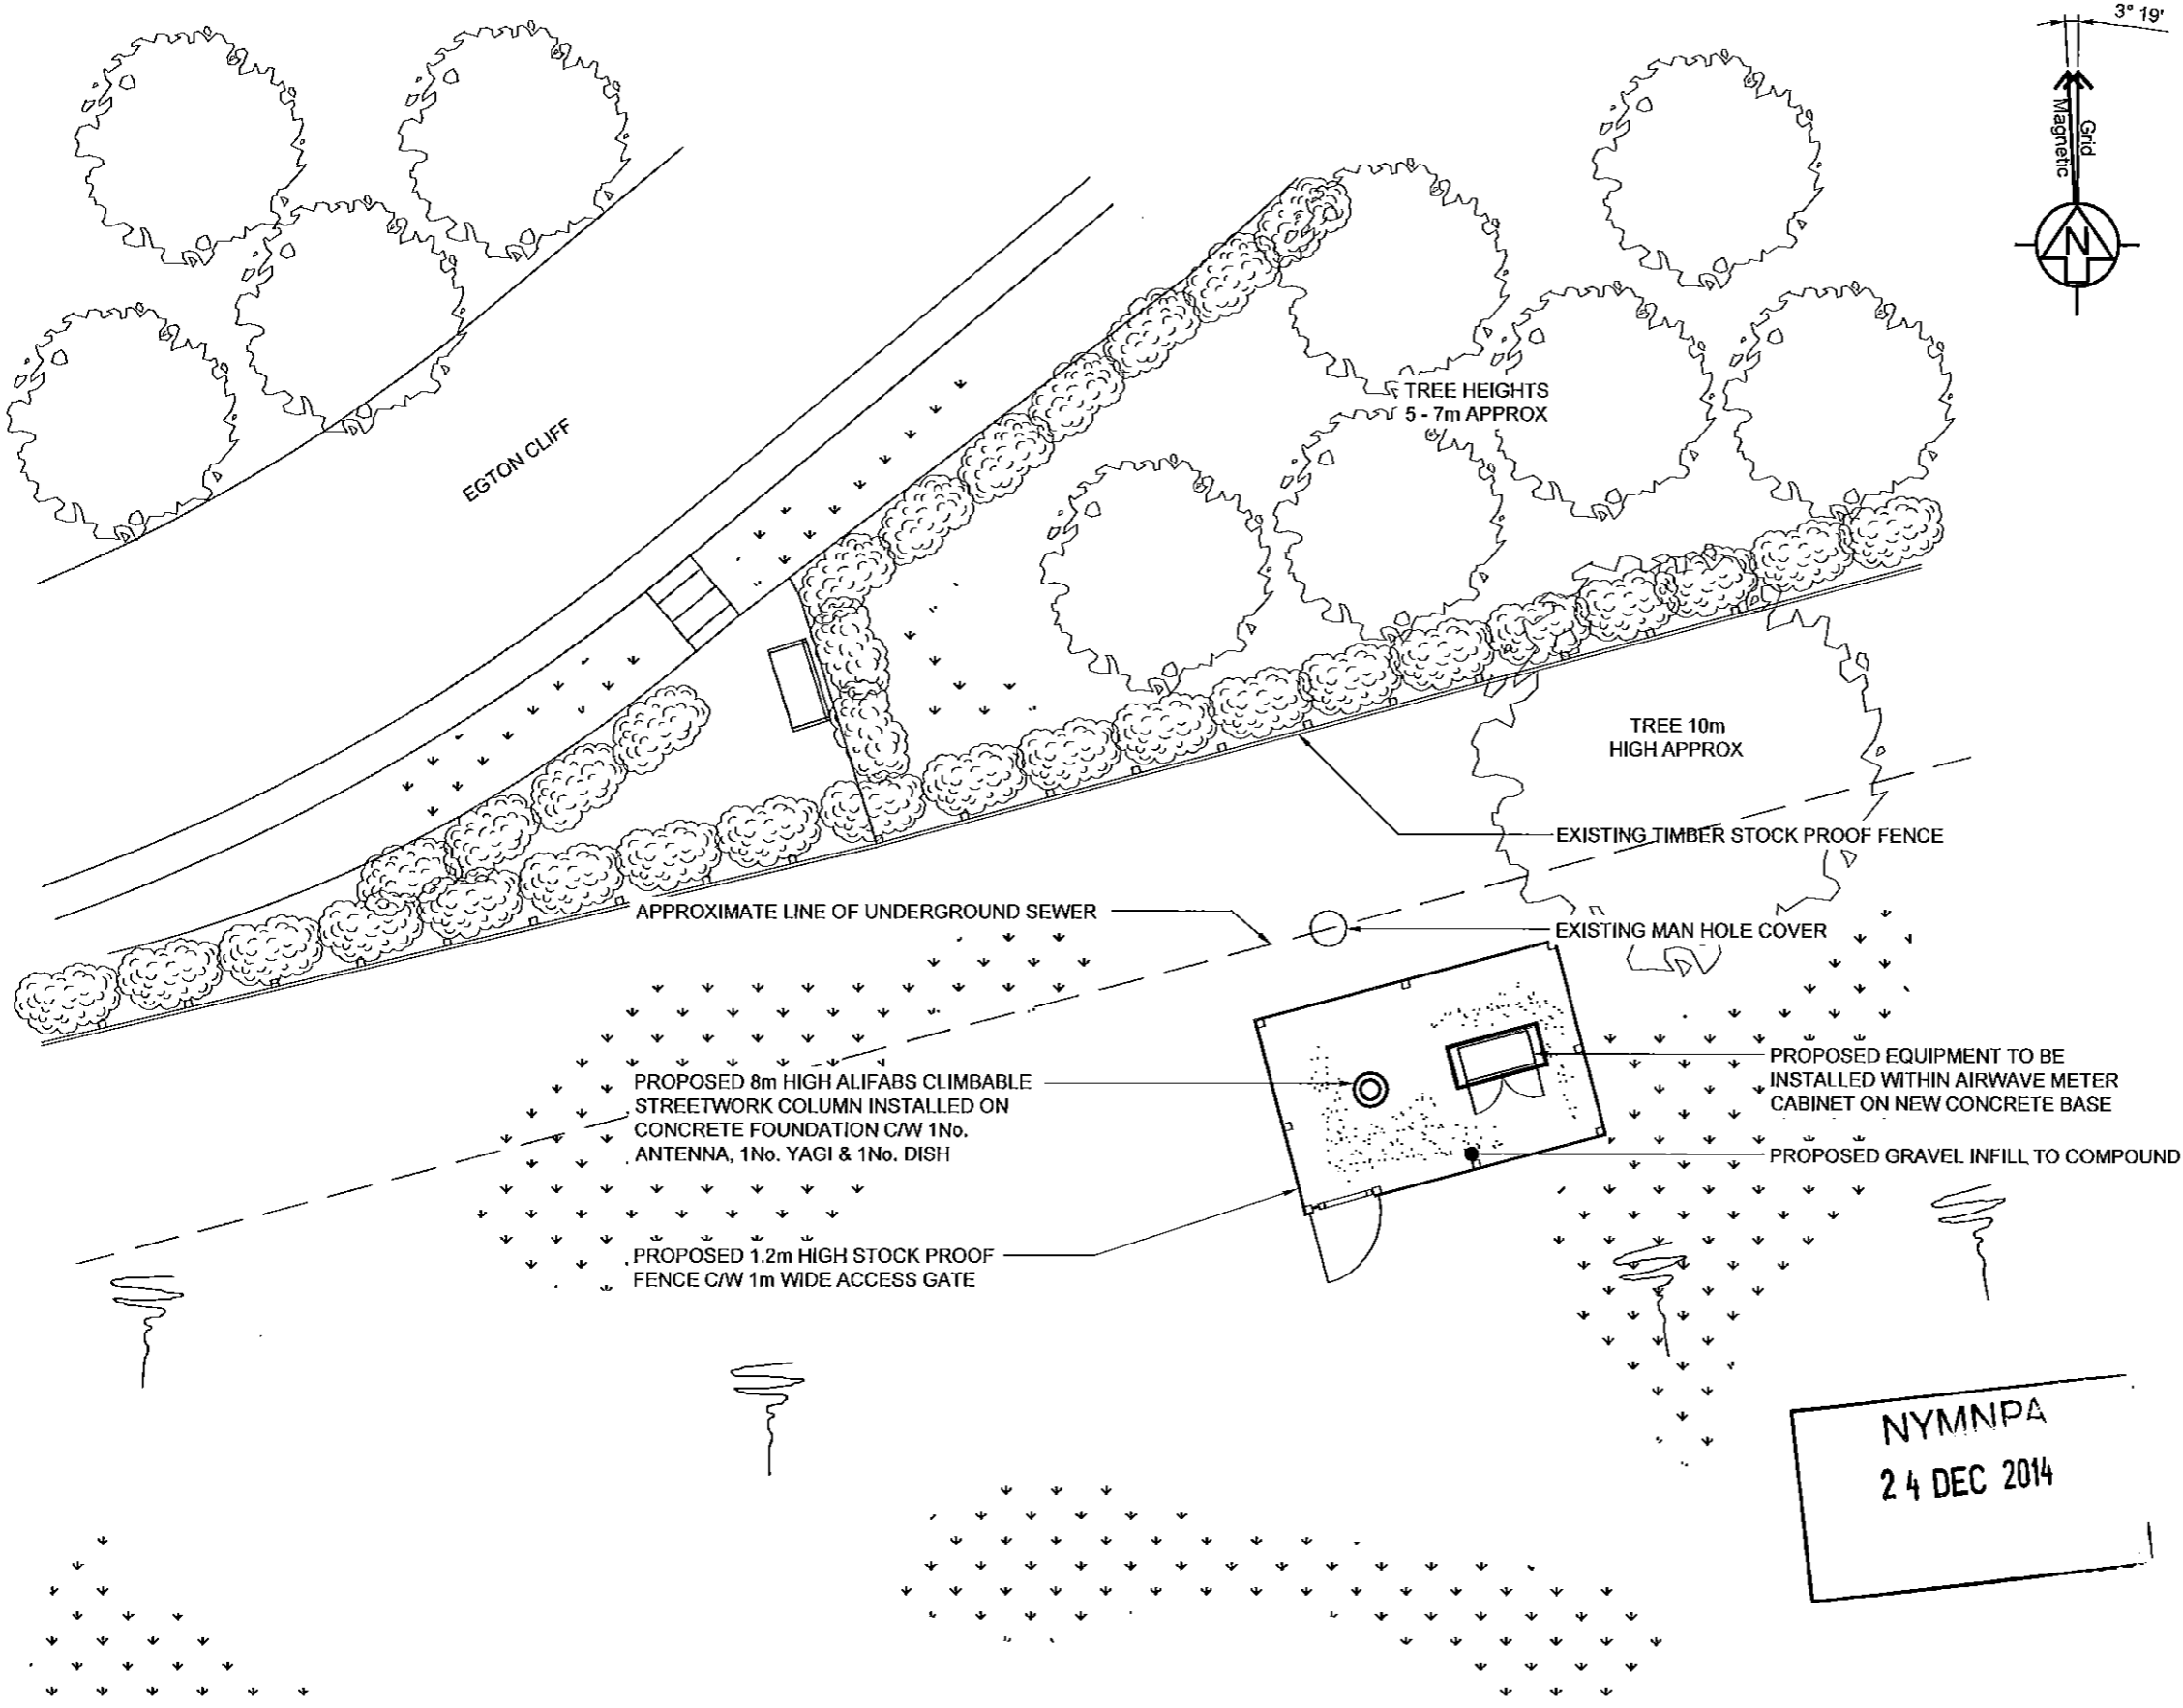 3° 19'
Grid
Magnetic
N
TREE HEIGHTS
5 - 7m APPROX
EGTON CLIFF
TREE 10m
HIGH APPROX
EXISTING TIMBER STOCK PROOF FENCE
APPROXIMATE LINE OF UNDERGROUND SEWER
EXISTING MAN HOLE COVER
PROPOSED 8m HIGH ALIFABS CLIMBABLE
STREETWORK COLUMN INSTALLED ON
CONCRETE FOUNDATION C/W 1No.
ANTENNA, 1No. YAGI & 1No. DISH
PROPOSED EQUIPMENT TO BE
INSTALLED WITHIN AIRWAVE METER
CABINET ON NEW CONCRETE BASE
PROPOSED GRAVEL INFILL TO COMPOUND
PROPOSED 1.2m HIGH STOCK PROOF
FENCE C/W 1m WIDE ACCESS GATE
NYMNPA
24 DEC 2014